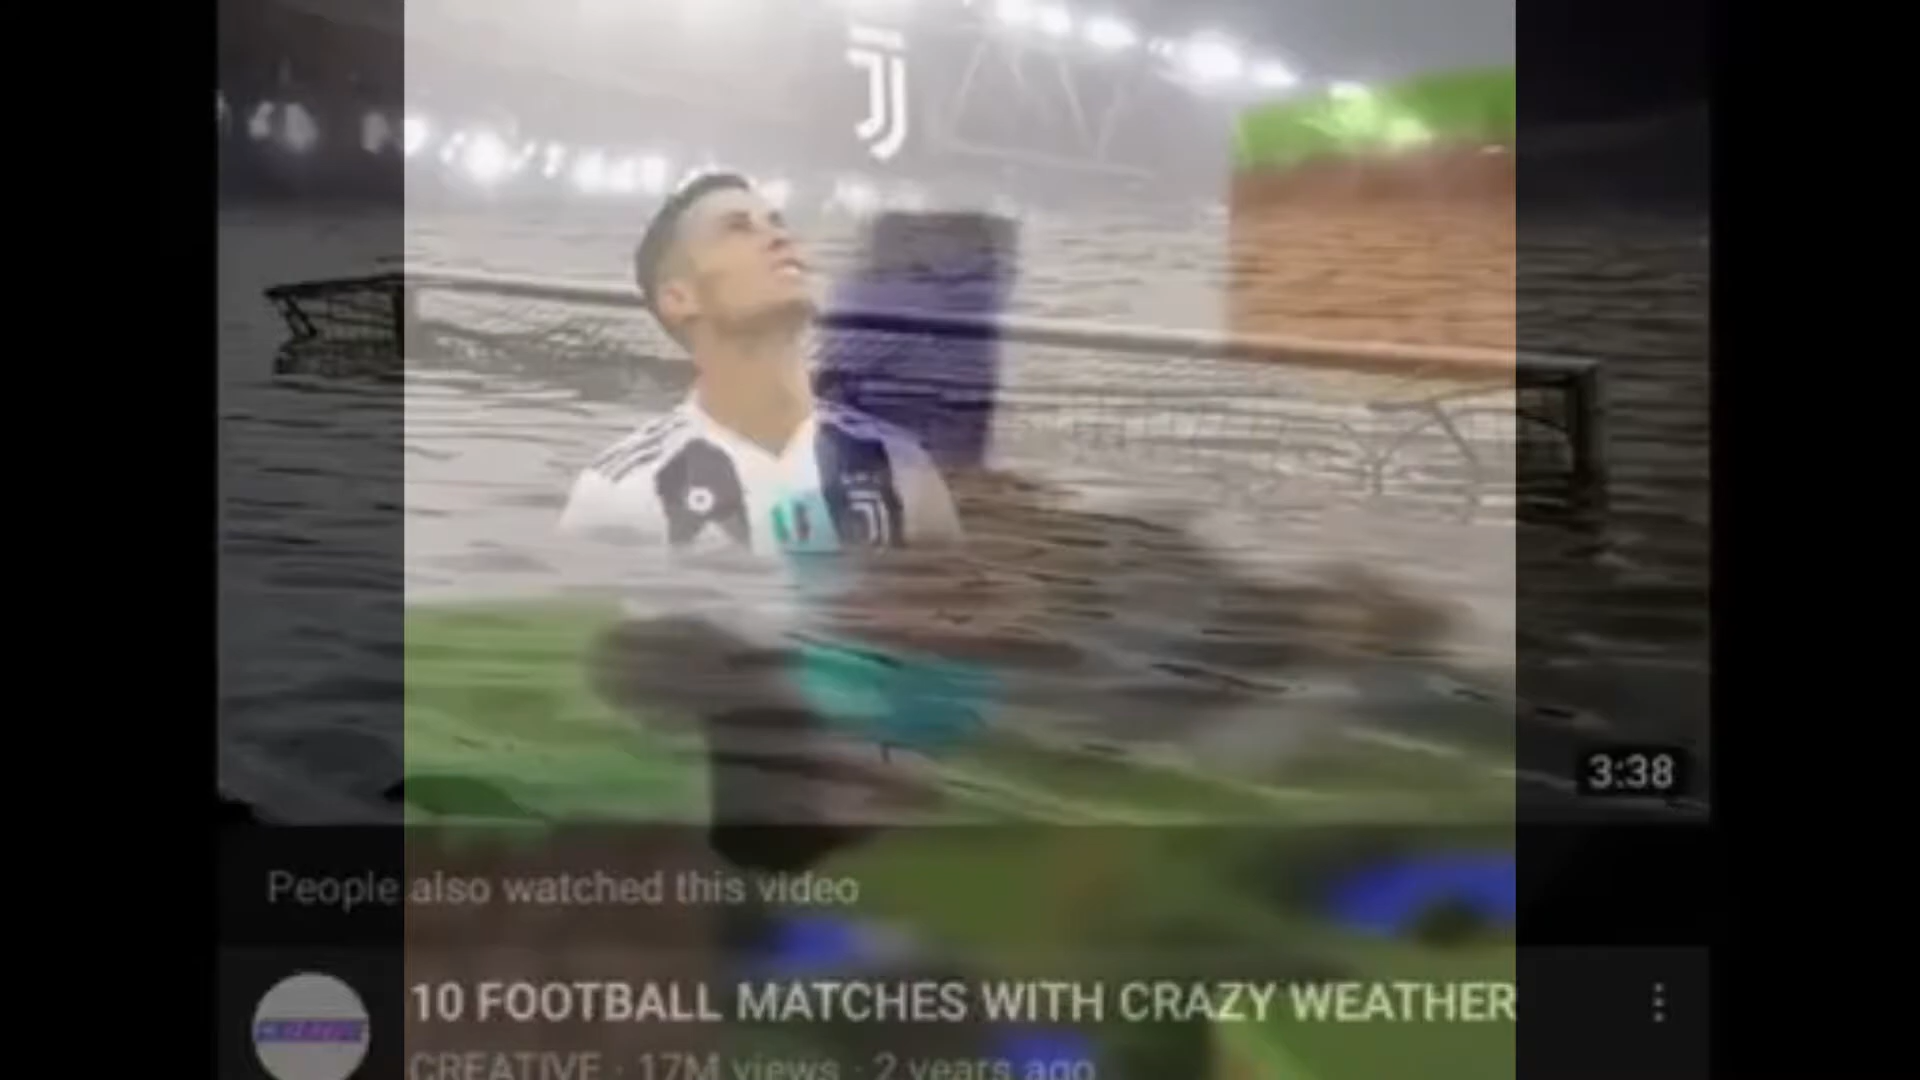 3:38
People also watched this video
10 FOOTBALL MATCHES WITH CRAZY WEATHER
CREATIVE · 17M views · 2 years ago